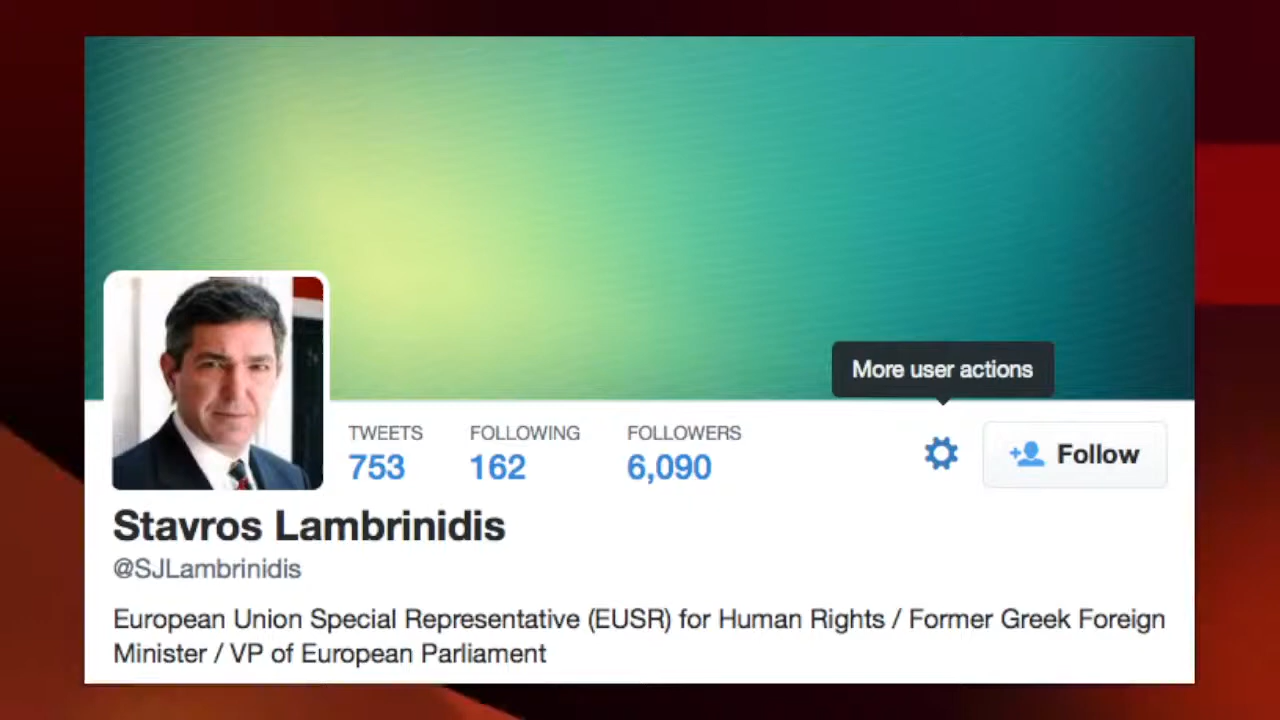 More user actions
TWEETS FOLLOWING FOLLOWERS
753 162 6,090
Follow
Stavros Lambrinidis
@SJLambrinidis
European Union Special Representative (EUSR) for Human Rights / Former Greek Foreign
Minister / VP of European Parliament